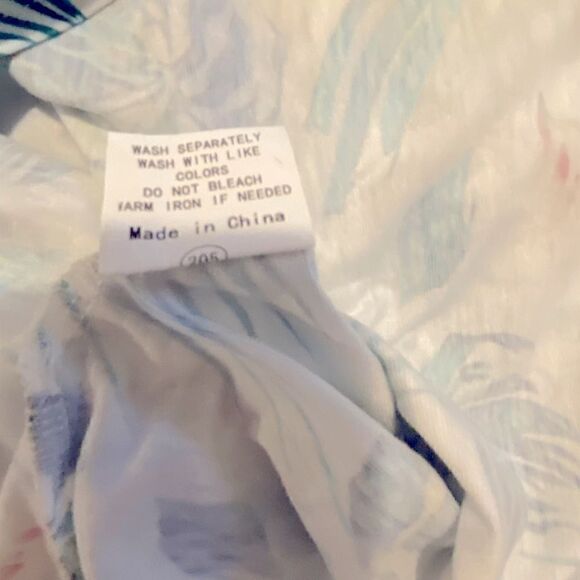 WASH SEPARATELY
WASH WITH LIKE
COLORS
DO NOT BLEACH
WARM IRON IF NEEDED
Made in China
205